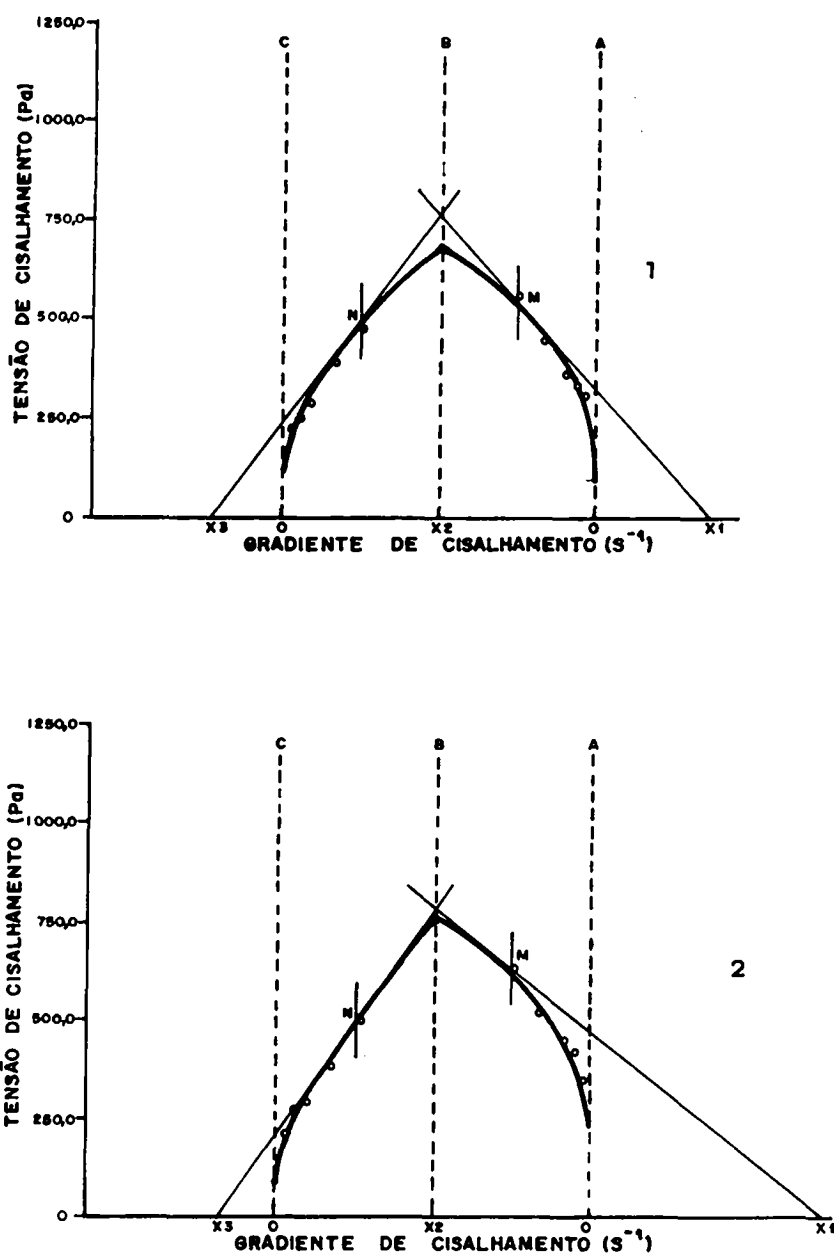 1250,0
C B A
1000,0
750,0
500,0
250,0
0
TENSÃO DE CISALHAMENTO (Pa)
N M
1
X3 0 X2 0 X1
GRADIENTE DE CISALHAMENTO (S⁻¹)
1250,0
C B A
1000,0
750,0
500,0
250,0
0
TENSÃO DE CISALHAMENTO (Pa)
N M
2
X3 0 X2 0 X1
GRADIENTE DE CISALHAMENTO (S⁻¹)